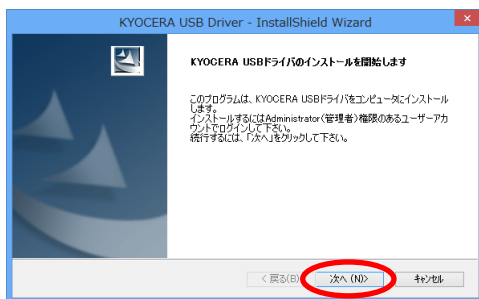 KYOCERA USB Driver - InstallShield Wizard
KYOCERA USBドライバのインストールを開始します
このプログラムは、KYOCERA USBドライバをコンピュータにインストール
します。
インストールするにはAdministrator(管理者)権限のあるユーザーアカ
ウントでログインして下さい。
続行するには、「次へ」をクリックして下さい。
< 戻る(B) 次へ (N)> キャンセル